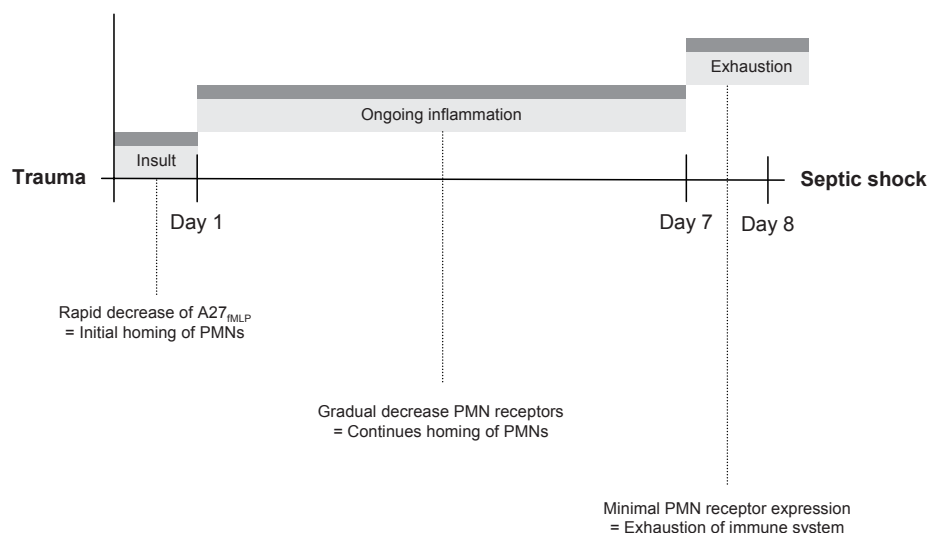 Exhaustion
Ongoing inflammation
Insult
Trauma
Septic shock
Day 1
Day 7
Day 8
Rapid decrease of A27fMLP
= Initial homing of PMNs
Gradual decrease PMN receptors
= Continues homing of PMNs
Minimal PMN receptor expression
= Exhaustion of immune system